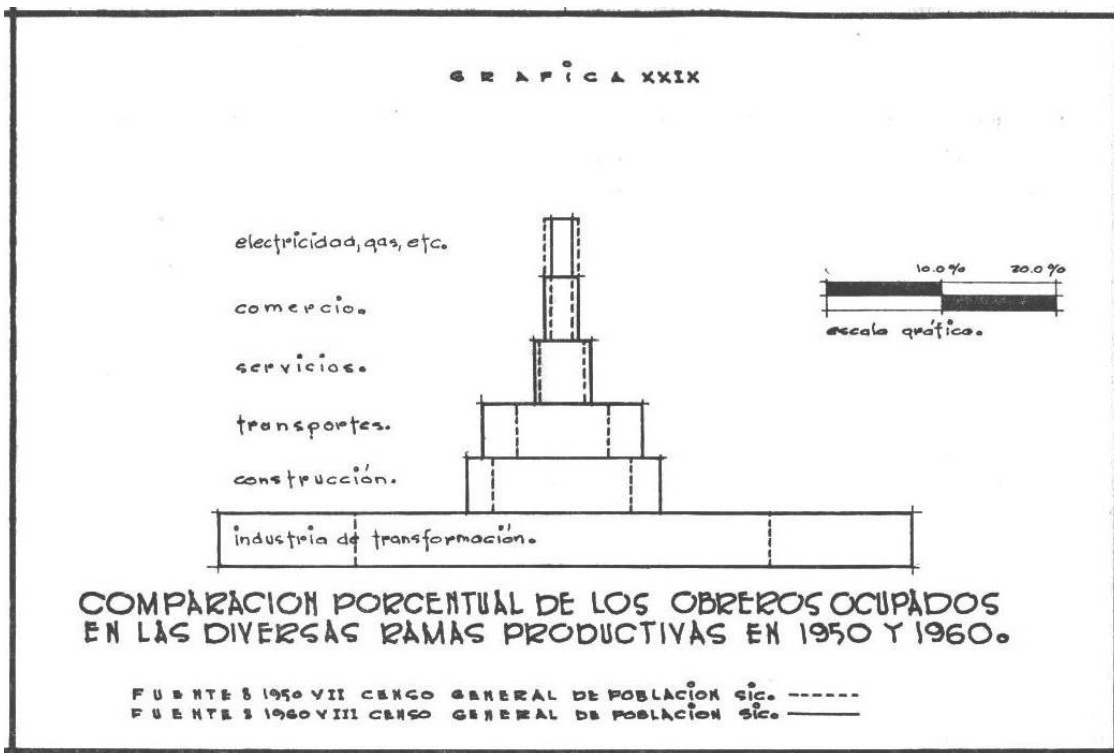 GRAFICA XXIX
electricidad, gas, etc.
10.0% 20.0%
comercio.
escala gráfica.
servicios.
transportes.
construcción.
industria de transformación.
COMPARACION PORCENTUAL DE LOS OBREROS OCUPADOS
EN LAS DIVERSAS RAMAS PRODUCTIVAS EN 1950 Y 1960.
FUENTE: 1950 VII CENSO GENERAL DE POBLACION SIC.
FUENTE: 1960 VIII CENSO GENERAL DE POBLACION SIC.